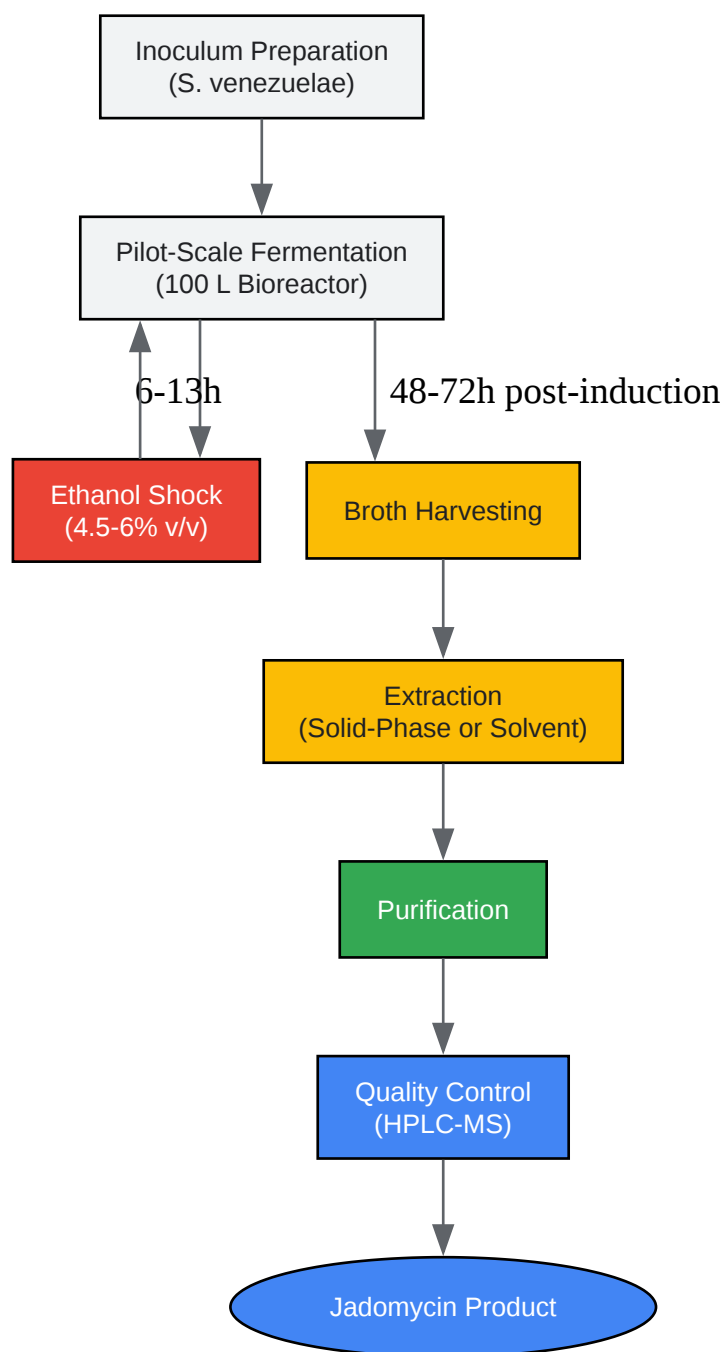 Inoculum Preparation
(S. venezuelae)
Pilot-Scale Fermentation
(100 L Bioreactor)
6-13h
48-72h post-induction
Ethanol Shock
(4.5-6% v/v)
Broth Harvesting
Extraction
(Solid-Phase or Solvent)
Purification
Quality Control
(HPLC-MS)
Jadomycin Product